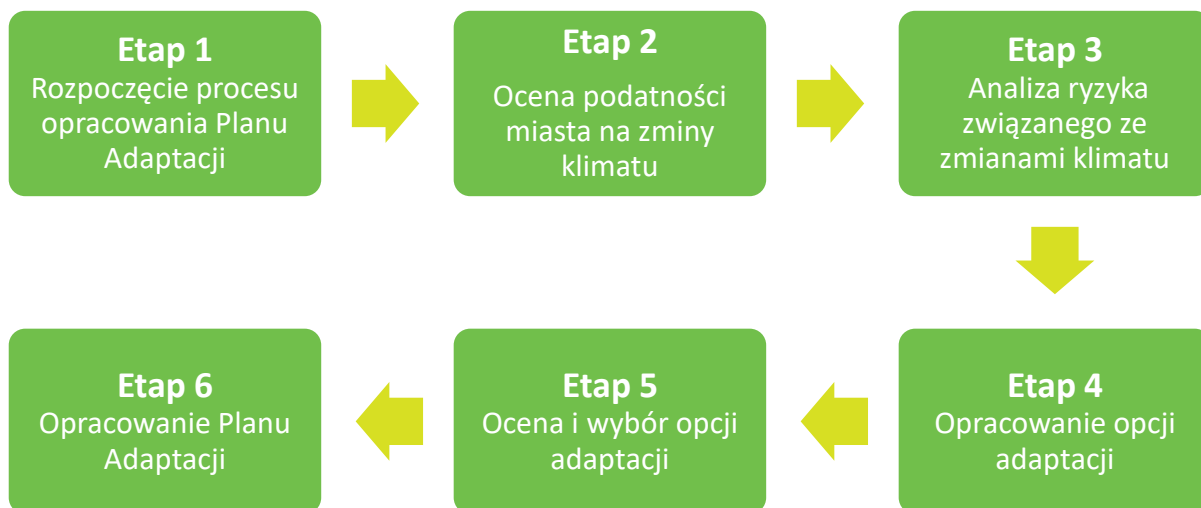 Etap 1
Rozpoczęcie procesu
opracowania Planu
Adaptacji
Etap 2
Ocena podatności
miasta na zminy
klimatu
Etap 3
Analiza ryzyka
związanego ze
zmianami klimatu
Etap 4
Opracowanie opcji
adaptacji
Etap 5
Ocena i wybór opcji
adaptacji
Etap 6
Opracowanie Planu
Adaptacji